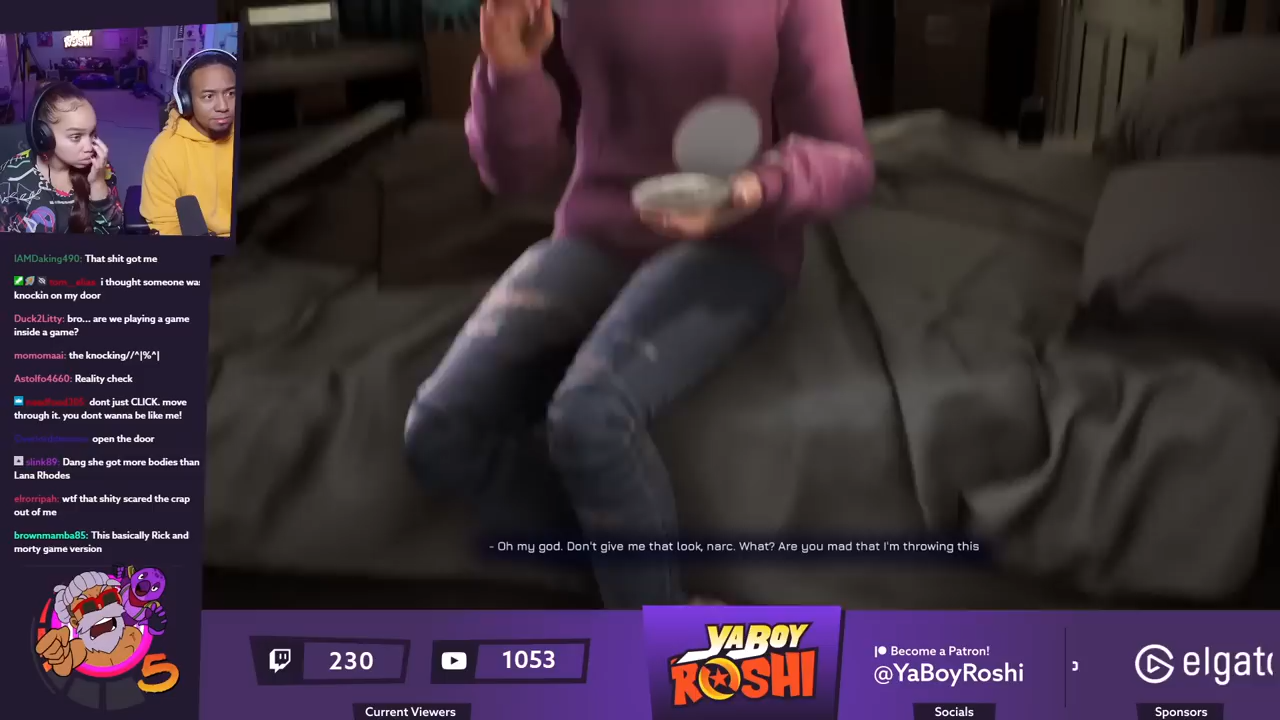 YABOY
ROSHI
IAMDaking490: That shit got me
i thought someone was
knockin on my door
Duck2Litty: bro... are we playing a game
inside a game?
momomaai: the knocking//^|%^|
Astolfo4660: Reality check
dont just CLICK. move
through it. you dont wanna be like me!
open the door
slink89: Dang she got more bodies than
Lana Rhodes
elrorripah: wtf that shity scared the crap
out of me
brownmamba85: This basically Rick and
morty game version
- Oh my god. Don't give me that look, narc. What? Are you mad that I'm throwing this
5
230
1053
Current Viewers
YABOY
ROSHI
Become a Patron!
@YaBoyRoshi
Socials
elgato
Sponsors